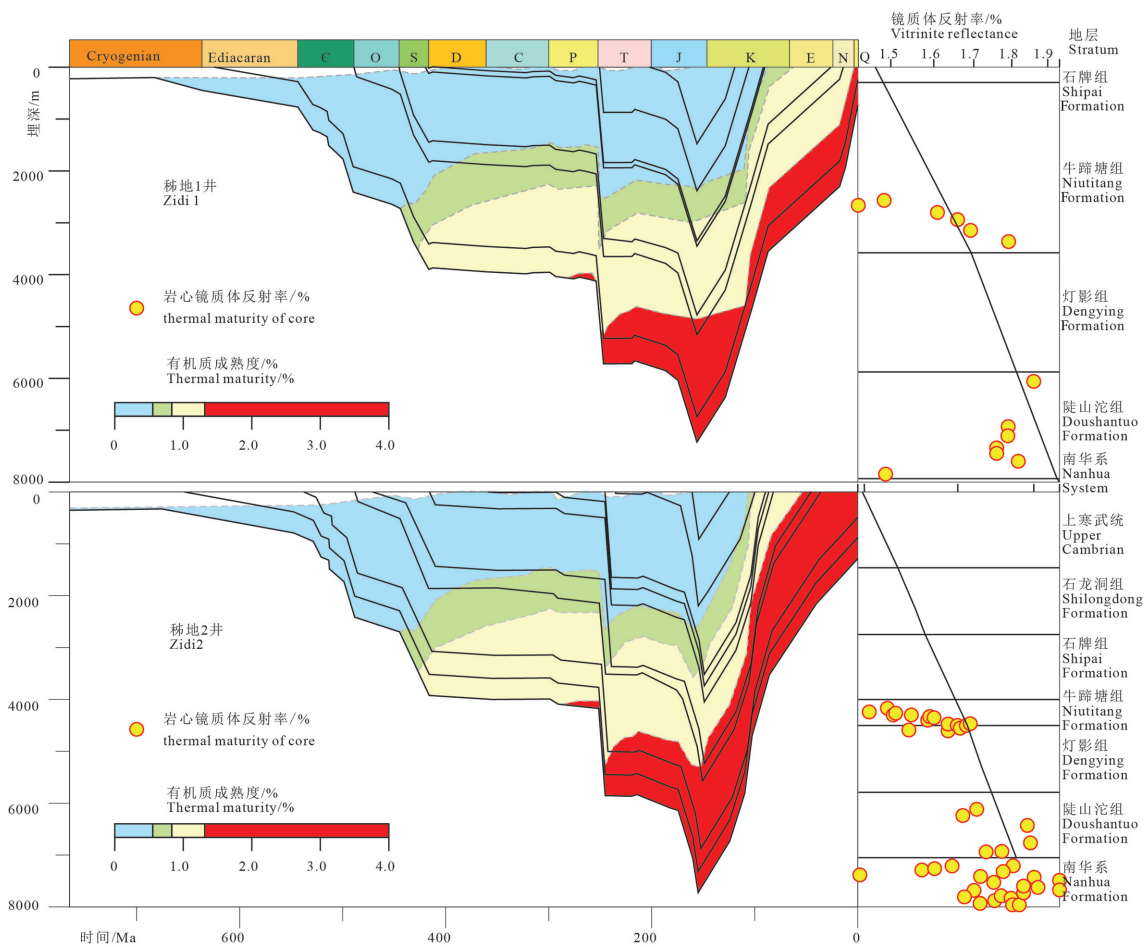 镜质体反射率/%
Vitrinite reflectance
地层
Stratum
Cryogenian
Ediacaran
Є
O
S
D
C
P
T
J
K
E
N
Q
1.5
1.6
1.7
1.8
1.9
0
2000
4000
6000
8000
埋深/m
秭地1井
Zidi 1
岩心镜质体反射率/%
thermal maturity of core
有机质成熟度/%
Thermal maturity/%
0
1.0
2.0
3.0
4.0
石牌组
Shipai
Formation
牛蹄塘组
Niutitang
Formation
灯影组
Dengying
Formation
陡山沱组
Doushantuo
Formation
南华系
Nanhua
System
0
2000
4000
6000
8000
秭地2井
Zidi2
岩心镜质体反射率/%
thermal maturity of core
有机质成熟度/%
Thermal maturity/%
0
1.0
2.0
3.0
4.0
上寒武统
Upper
Cambrian
石龙洞组
Shilongdong
Formation
石牌组
Shipai
Formation
牛蹄塘组
Niutitang
Formation
灯影组
Dengying
Formation
陡山沱组
Doushantuo
Formation
南华系
Nanhua
Formation
时间/Ma
600
400
200
0